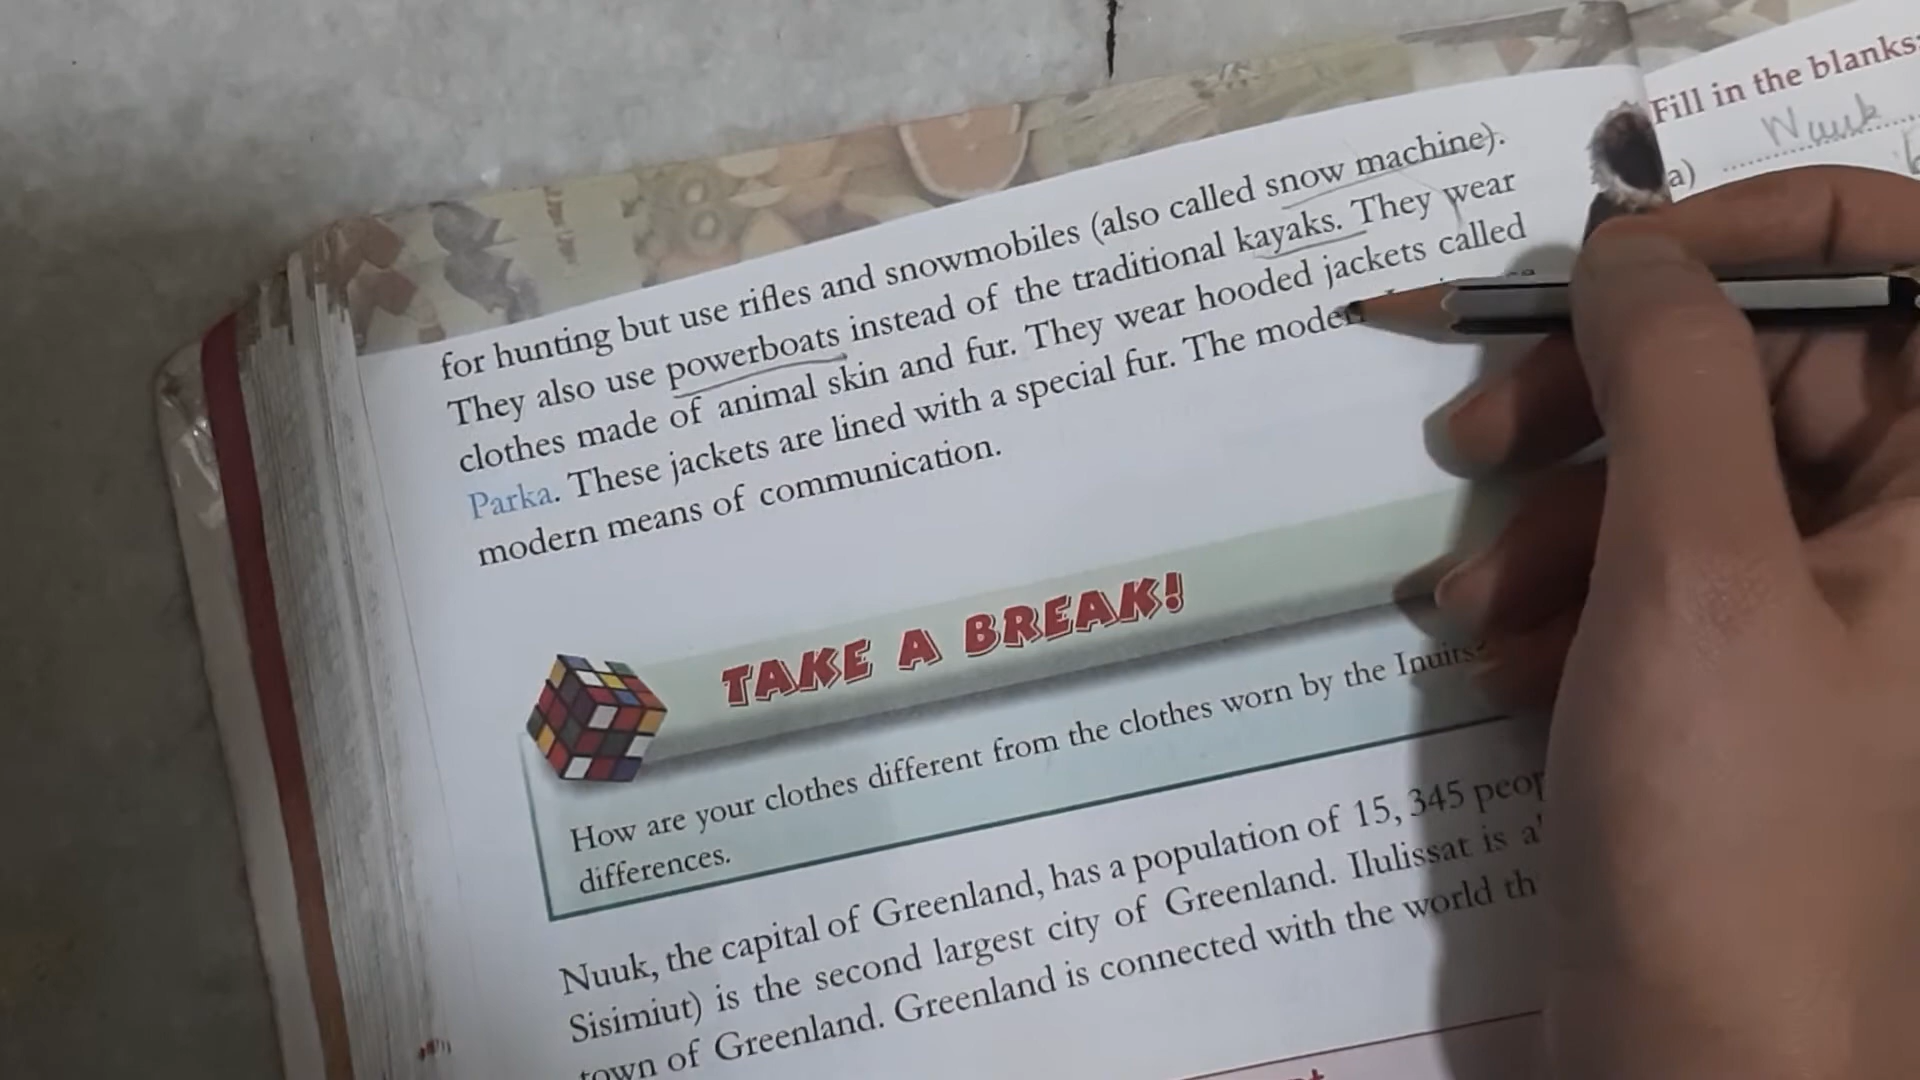 for hunting but use rifles and snowmobiles (also called snow machine).
They also use powerboats instead of the traditional kayaks. They wear
clothes made of animal skin and fur. They wear hooded jackets called
Parka. These jackets are lined with a special fur. The modern
modern means of communication.
TAKE A BREAK!
How are your clothes different from the clothes worn by the Inuits?
differences.
Nuuk, the capital of Greenland, has a population of 15, 345
Sisimiut) is the second largest city of Greenland. Ilulissat is
town of Greenland. Greenland is connected with the world
Fill in the blanks:
a) Nuuk